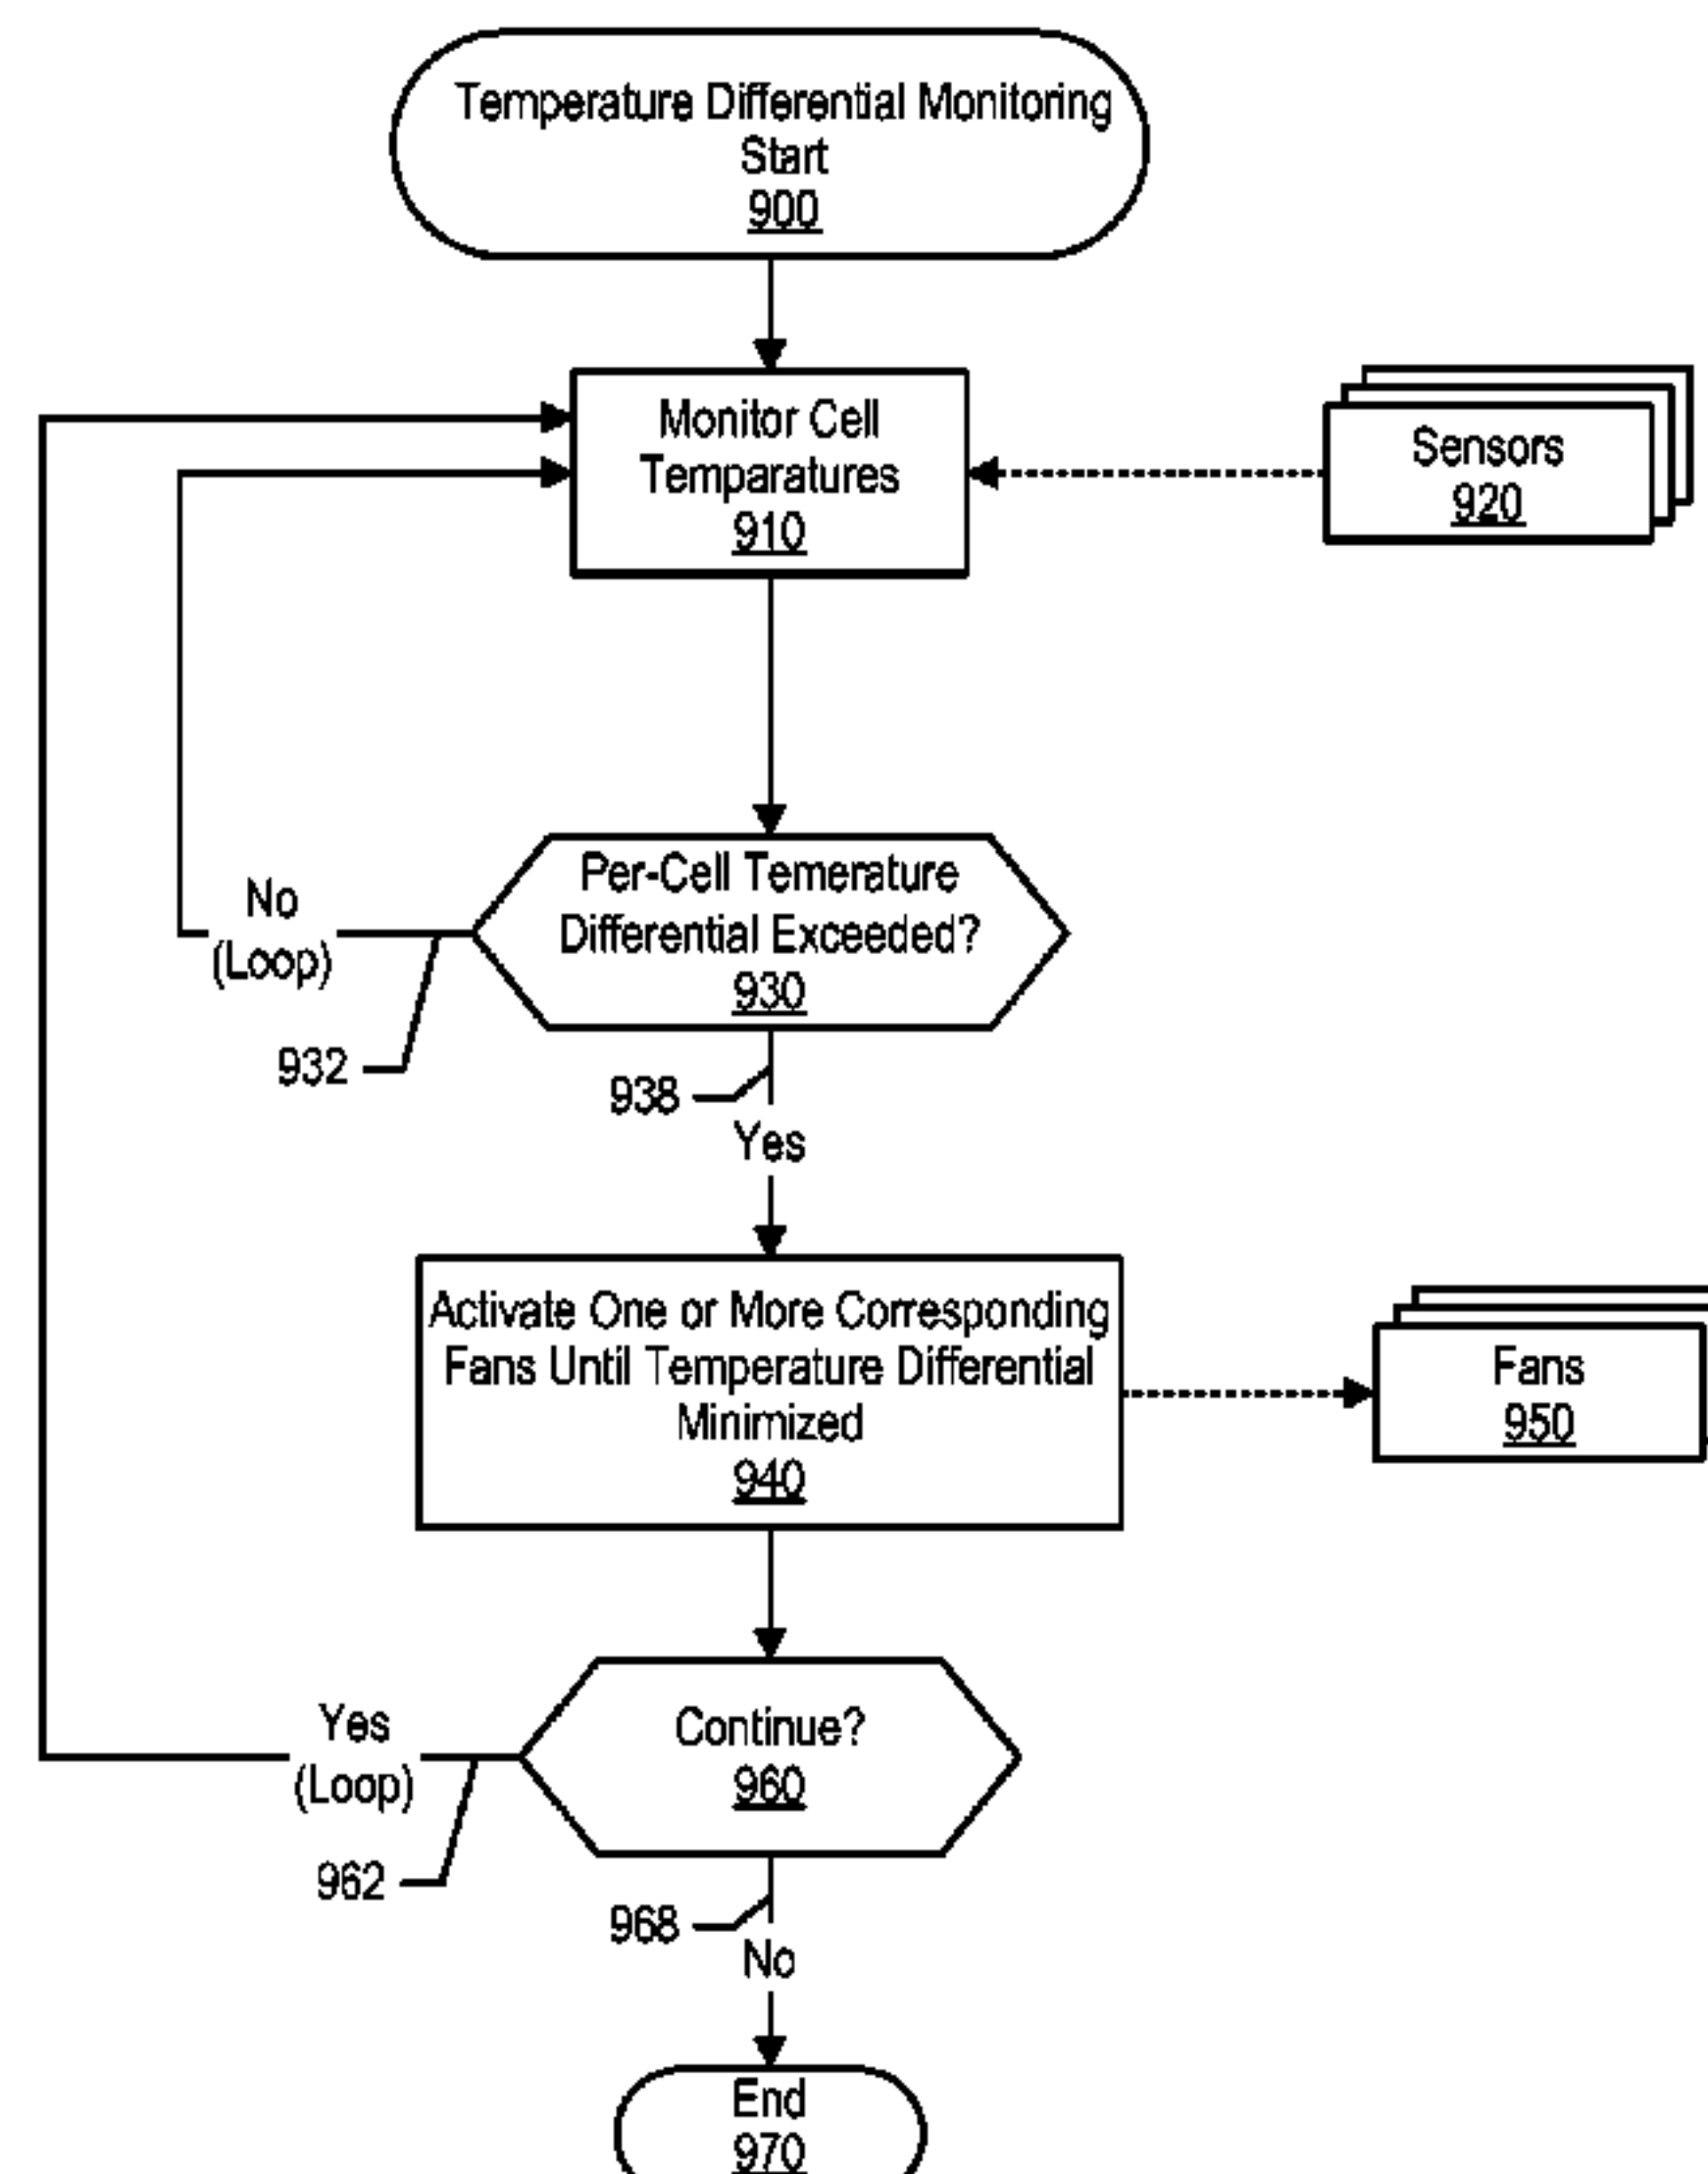 Temperature Differential Monitoring
Start
900
Monitor Cell
Temparatures
910
Sensors
920
Per-Cell Temerature
Differential Exceeded?
930
No
(Loop)
932
938
Yes
Activate One or More Corresponding
Fans Until Temperature Differential
Minimized
940
Fans
950
Continue?
960
Yes
(Loop)
962
968
No
End
970